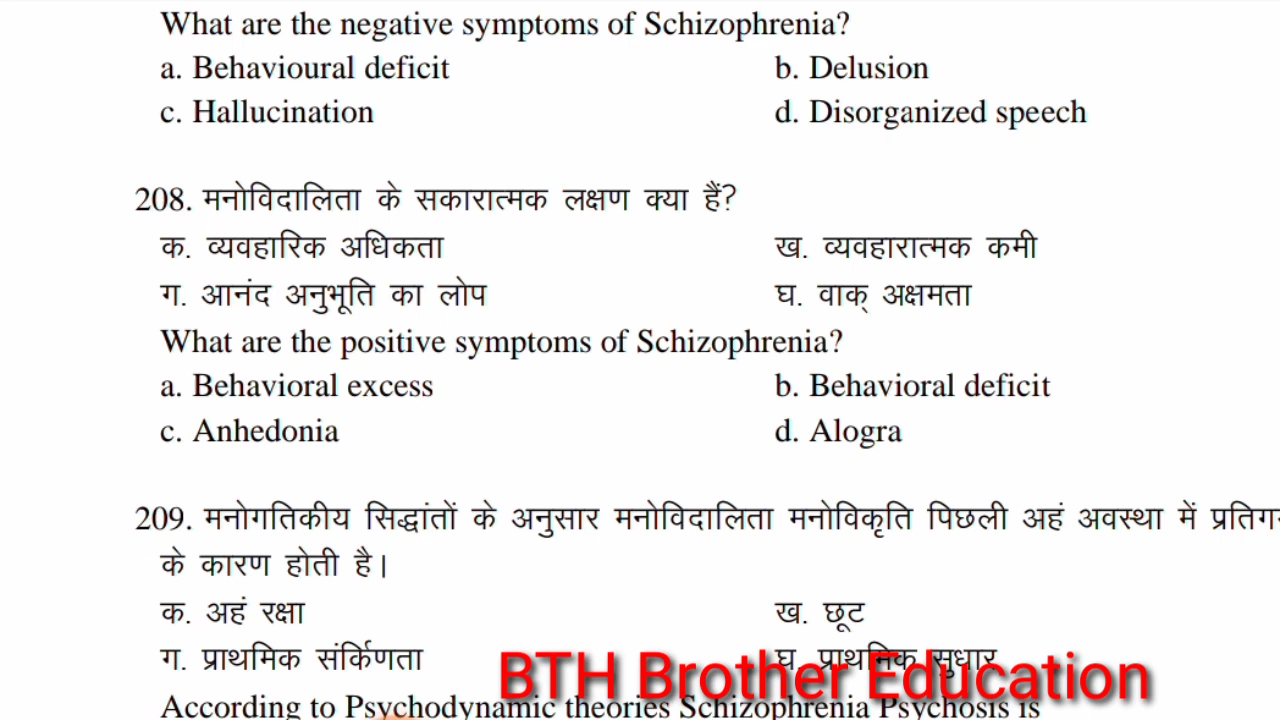 What are the negative symptoms of Schizophrenia?
a. Behavioural deficit b. Delusion
c. Hallucination d. Disorganized speech
208. मनोविदालिता के सकारात्मक लक्षण क्या हैं?
क. व्यवहारिक अधिकता ख. व्यवहारात्मक कमी
ग. आनंद अनुभूति का लोप घ. वाक् अक्षमता
What are the positive symptoms of Schizophrenia?
a. Behavioral excess b. Behavioral deficit
c. Anhedonia d. Alogra
209. मनोगतिकीय सिद्धांतों के अनुसार मनोविदालिता मनोविकृति पिछली अहं अवस्था में
के कारण होती है।
क. अहं रक्षा ख. छूट
ग. प्राथमिक संर्किणता घ. प्राथमिक सुधार
BTH Brother Education
According to Psychodynamic theories Schizophrenia Psychosis is